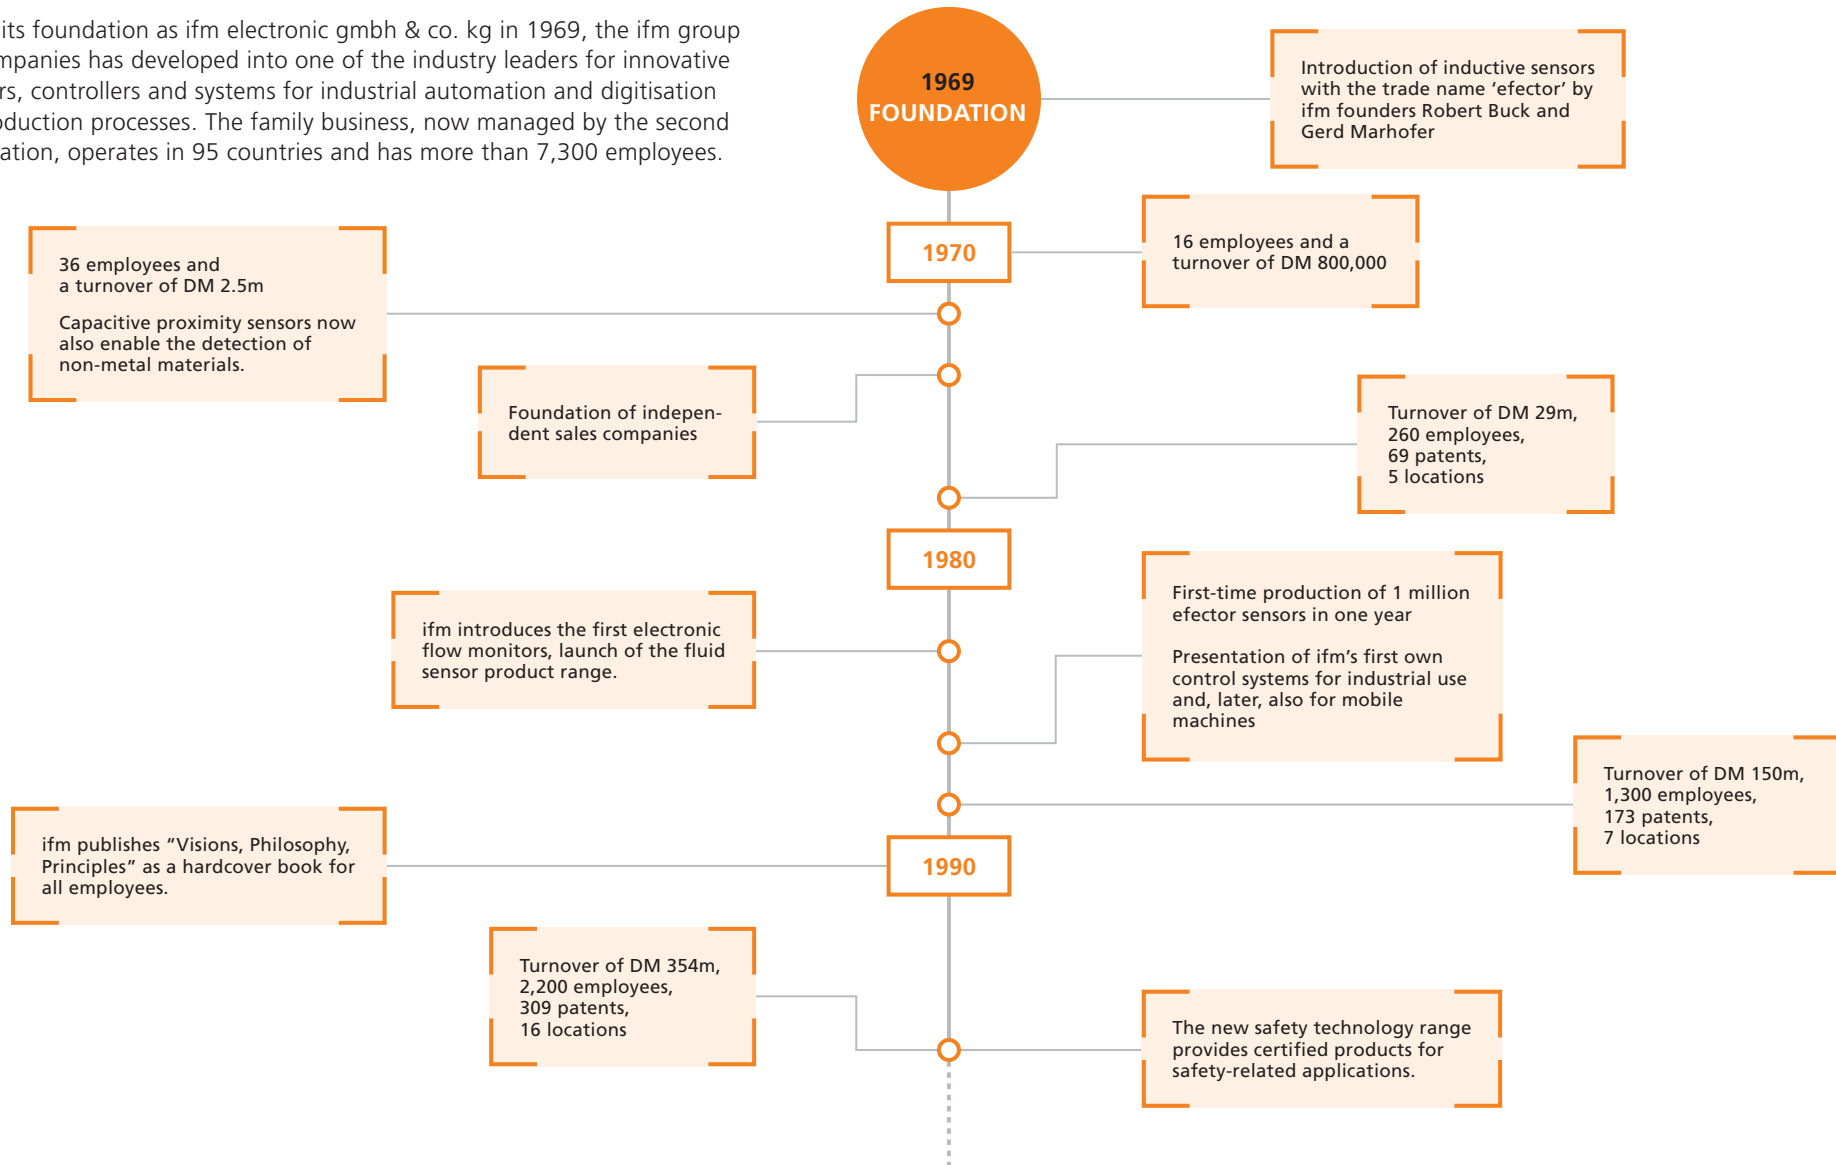 its foundation as ifm electronic gmbh & co. kg in 1969, the ifm group
has developed into one of the industry leaders for innovative
controllers and systems for industrial automation and digitisation
processes. The family business, now managed by the second
operates in 95 countries and has more than 7,300 employees.
1969
FOUNDATION
Introduction of inductive sensors
with the trade name ‘efector’ by
ifm founders Robert Buck and
Gerd Marhofer
1970
16 employees and a
turnover of DM 800,000
36 employees and
a turnover of DM 2.5m
Capacitive proximity sensors now
also enable the detection of
non-metal materials.
Foundation of indepen-
dent sales companies
Turnover of DM 29m,
260 employees,
69 patents,
5 locations
1980
ifm introduces the first electronic
flow monitors, launch of the fluid
sensor product range.
First-time production of 1 million
efector sensors in one year
Presentation of ifm’s first own
control systems for industrial use
and, later, also for mobile
machines
Turnover of DM 150m,
1,300 employees,
173 patents,
7 locations
1990
ifm publishes “Visions, Philosophy,
Principles” as a hardcover book for
all employees.
Turnover of DM 354m,
2,200 employees,
309 patents,
16 locations
The new safety technology range
provides certified products for
safety-related applications.